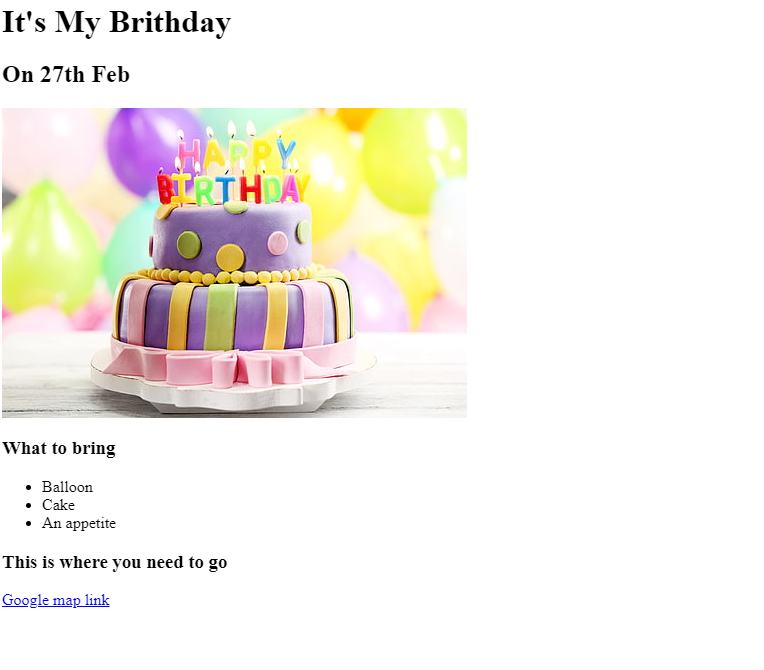 It's My Brithday
On 27th Feb
HAPPY
BIRTHDAY
What to bring
Balloon
Cake
An appetite
This is where you need to go
Google map link